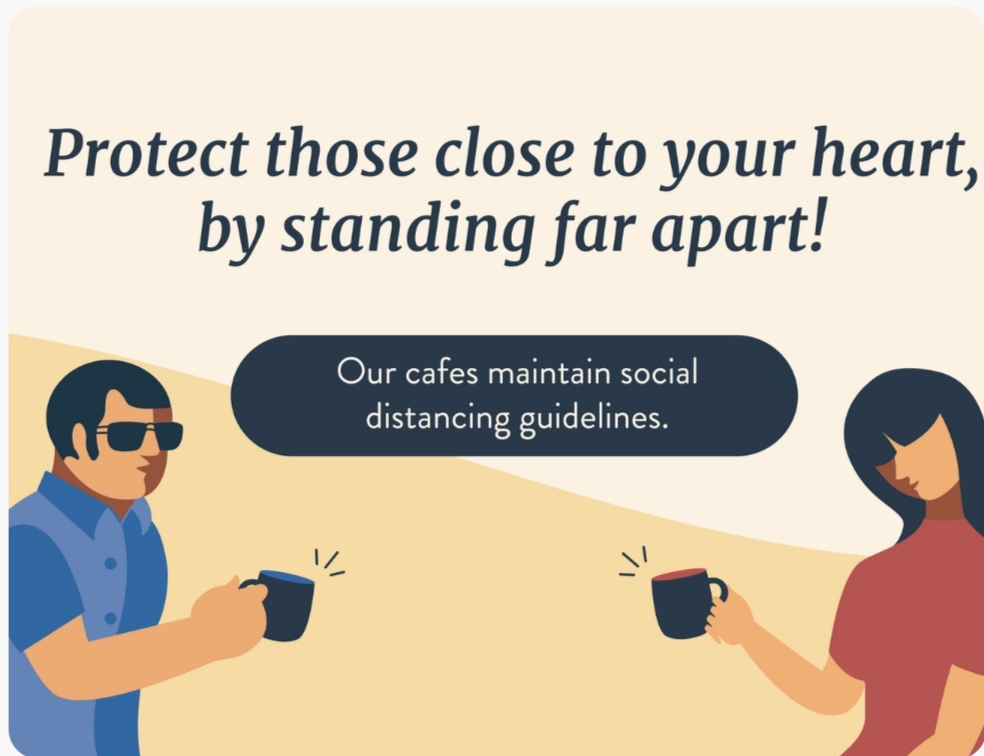 Protect those close to your heart,
by standing far apart!
Our cafes maintain social
distancing guidelines.